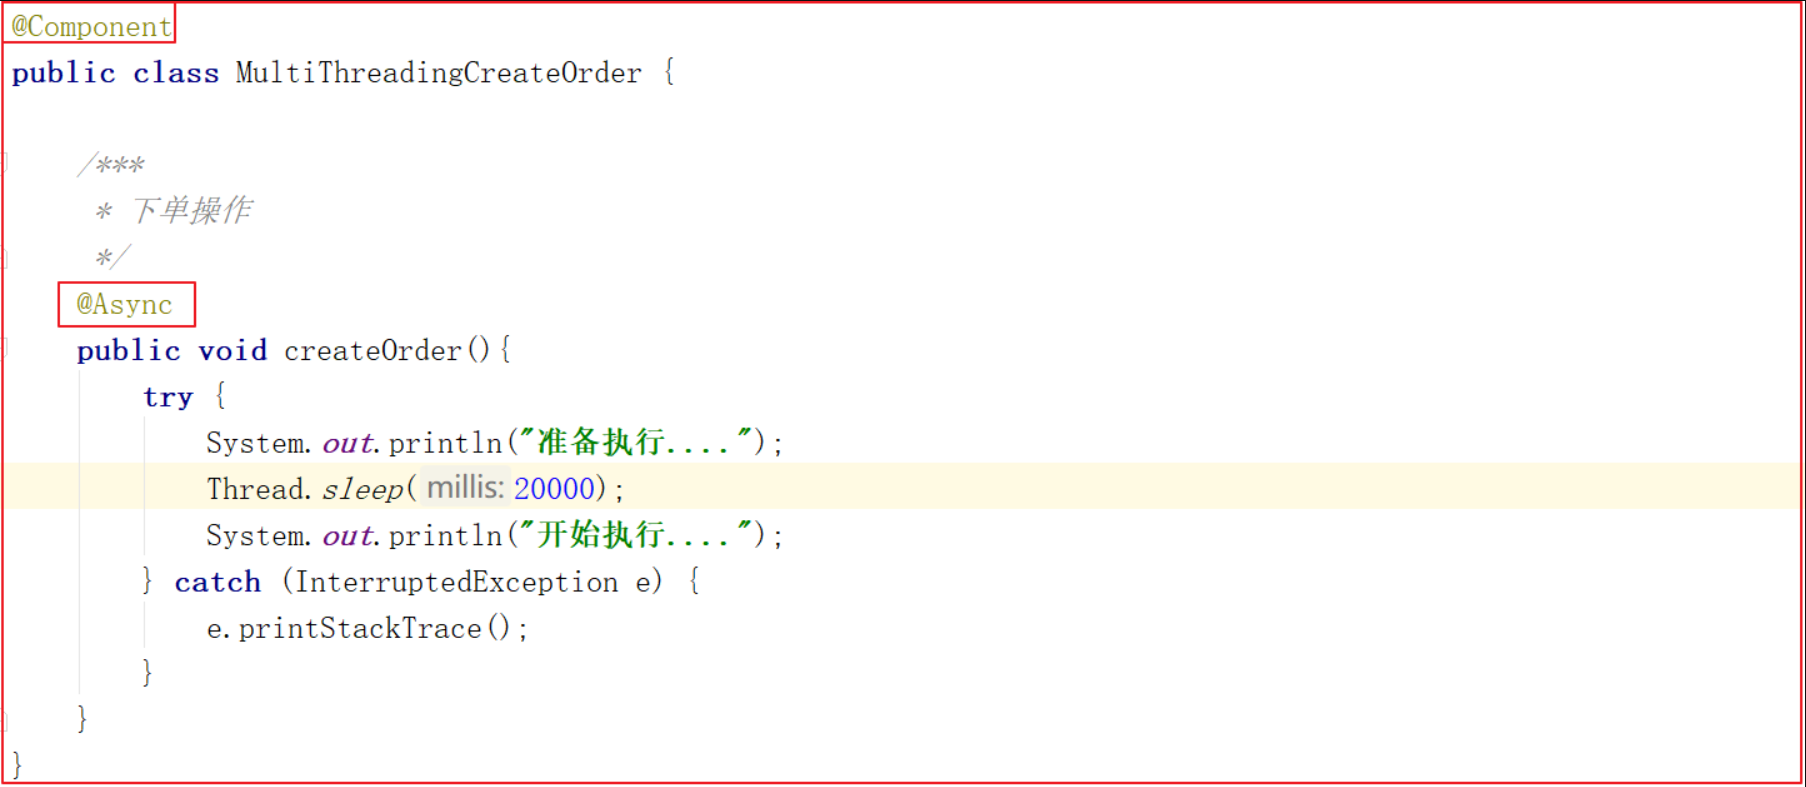 @Component
public class MultiThreadingCreateOrder {
/***
* 下单操作
*/
@Async
public void createOrder(){
try {
System.out.println("准备执行....");
Thread.sleep( millis: 20000);
System.out.println("开始执行....");
} catch (InterruptedException e) {
e.printStackTrace();
}
}
}